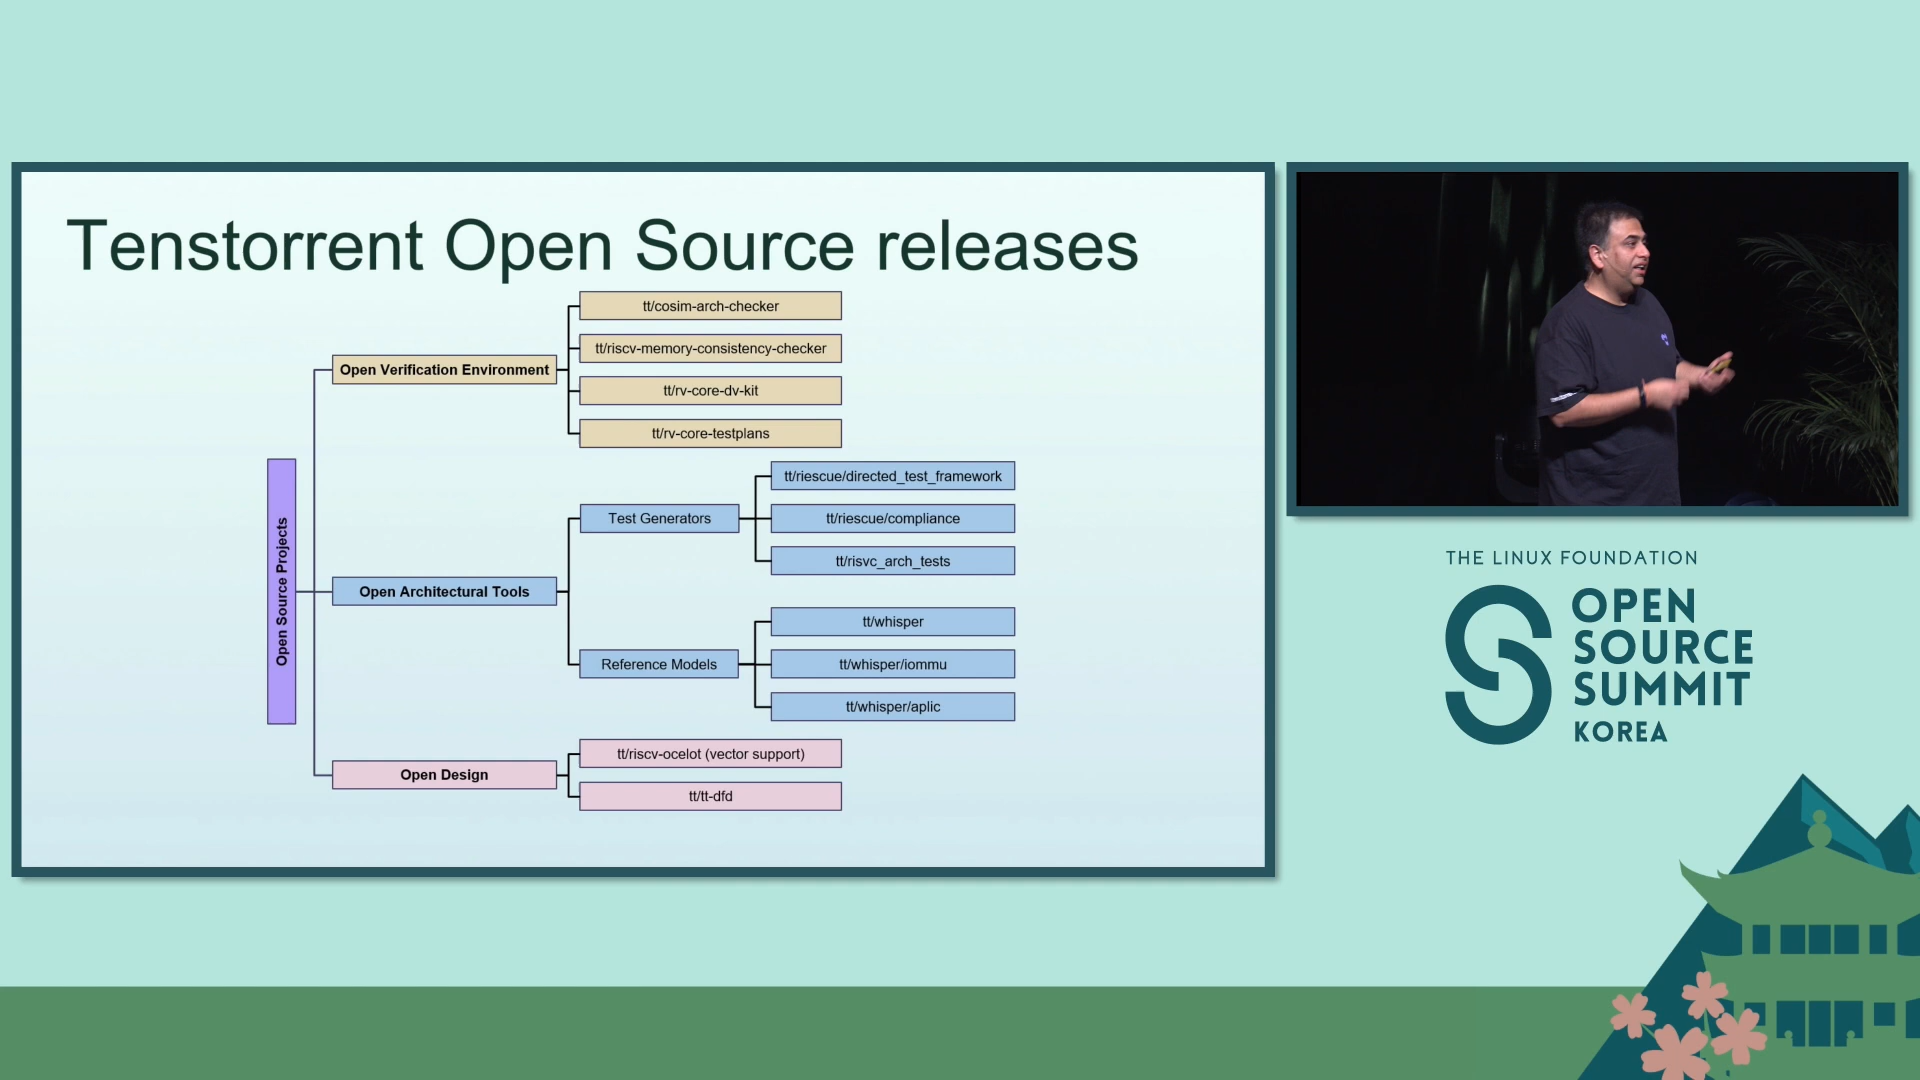 Tenstorrent Open Source releases
Open Source Projects
Open Verification Environment
tt/cosim-arch-checker
tt/riscv-memory-consistency-checker
tt/rv-core-dv-kit
tt/rv-core-testplans
Open Architectural Tools
Test Generators
tt/riescue/directed_test_framework
tt/riescue/compliance
tt/risvc_arch_tests
Reference Models
tt/whisper
tt/whisper/iommu
tt/whisper/aplic
Open Design
tt/riscv-ocelot (vector support)
tt/tt-dfd
THE LINUX FOUNDATION
OPEN
SOURCE
SUMMIT
KOREA